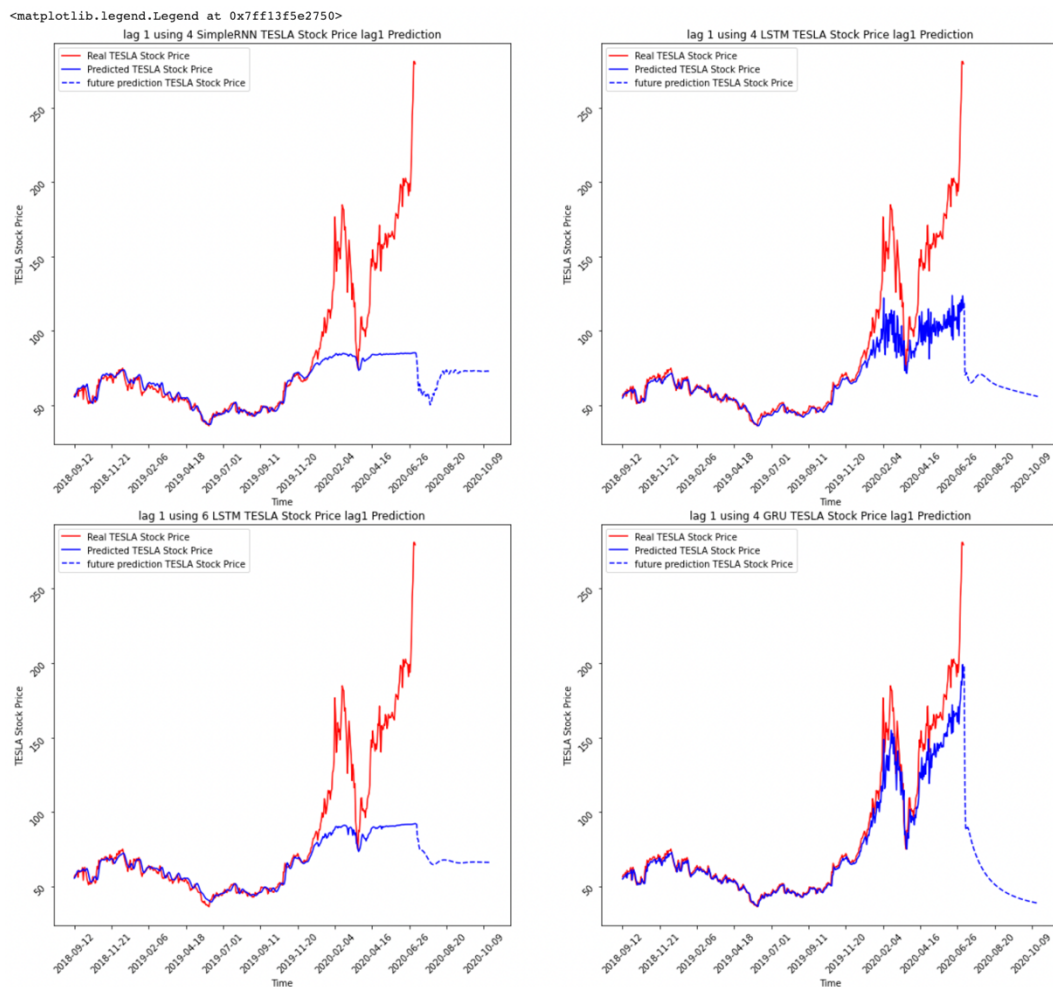 <matplotlib.legend.Legend at 0x7ff13f5e2750>
lag 1 using 4 SimpleRNN TESLA Stock Price lag1 Prediction
Real TESLA Stock Price
Predicted TESLA Stock Price
future prediction TESLA Stock Price
250
200
150
100
50
TESLA Stock Price
2018-09-12
2018-11-21
2019-02-06
2019-04-18
2019-07-01
2019-09-11
2019-11-20
2020-02-04
2020-04-16
2020-06-26
2020-08-20
2020-10-09
Time
lag 1 using 4 LSTM TESLA Stock Price lag1 Prediction
Real TESLA Stock Price
Predicted TESLA Stock Price
future prediction TESLA Stock Price
250
200
150
100
50
TESLA Stock Price
2018-09-12
2018-11-21
2019-02-06
2019-04-18
2019-07-01
2019-09-11
2019-11-20
2020-02-04
2020-04-16
2020-06-26
2020-08-20
2020-10-09
Time
lag 1 using 6 LSTM TESLA Stock Price lag1 Prediction
Real TESLA Stock Price
Predicted TESLA Stock Price
future prediction TESLA Stock Price
250
200
150
100
50
TESLA Stock Price
2018-09-12
2018-11-21
2019-02-06
2019-04-18
2019-07-01
2019-09-11
2019-11-20
2020-02-04
2020-04-16
2020-06-26
2020-08-20
2020-10-09
Time
lag 1 using 4 GRU TESLA Stock Price lag1 Prediction
Real TESLA Stock Price
Predicted TESLA Stock Price
future prediction TESLA Stock Price
250
200
150
100
50
TESLA Stock Price
2018-09-12
2018-11-21
2019-02-06
2019-04-18
2019-07-01
2019-09-11
2019-11-20
2020-02-04
2020-04-16
2020-06-26
2020-08-20
2020-10-09
Time